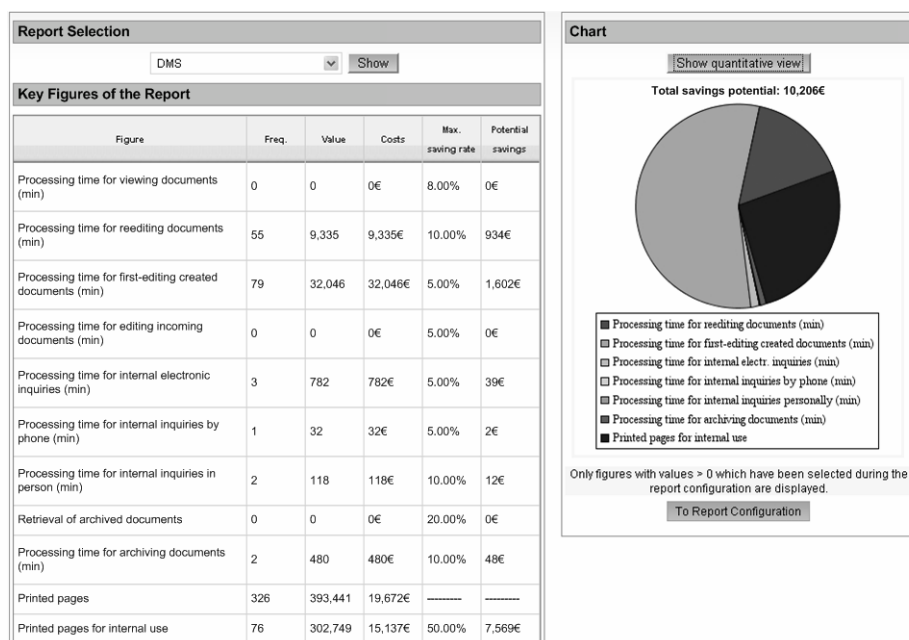 Report Selection
DMS Show
Key Figures of the Report
Figure Freq. Value Costs Max. saving rate Potential savings
Processing time for viewing documents
(min) 0 0 0€ 8.00% 0€
Processing time for reediting documents
(min) 55 9,335 9,335€ 10.00% 934€
Processing time for first-editing created
documents (min) 79 32,046 32,046€ 5.00% 1,602€
Processing time for editing incoming
documents (min) 0 0 0€ 5.00% 0€
Processing time for internal electronic
inquiries (min) 3 782 782€ 5.00% 39€
Processing time for internal inquiries by
phone (min) 1 32 32€ 5.00% 2€
Processing time for internal inquiries in
person (min) 2 118 118€ 10.00% 12€
Retrieval of archived documents 0 0 0€ 20.00% 0€
Processing time for archiving documents
(min) 2 480 480€ 10.00% 48€
Printed pages 326 393,441 19,672€ --------- ---------
Printed pages for internal use 76 302,749 15,137€ 50.00% 7,569€
Chart
Show quantitative view
Total savings potential: 10,206€
Processing time for reediting documents (min)
Processing time for first-editing created documents (min)
Processing time for internal electr. inquiries (min)
Processing time for internal inquiries by phone (min)
Processing time for internal inquiries personally (min)
Processing time for archiving documents (min)
Printed pages for internal use
Only figures with values > 0 which have been selected during the
report configuration are displayed.
To Report Configuration